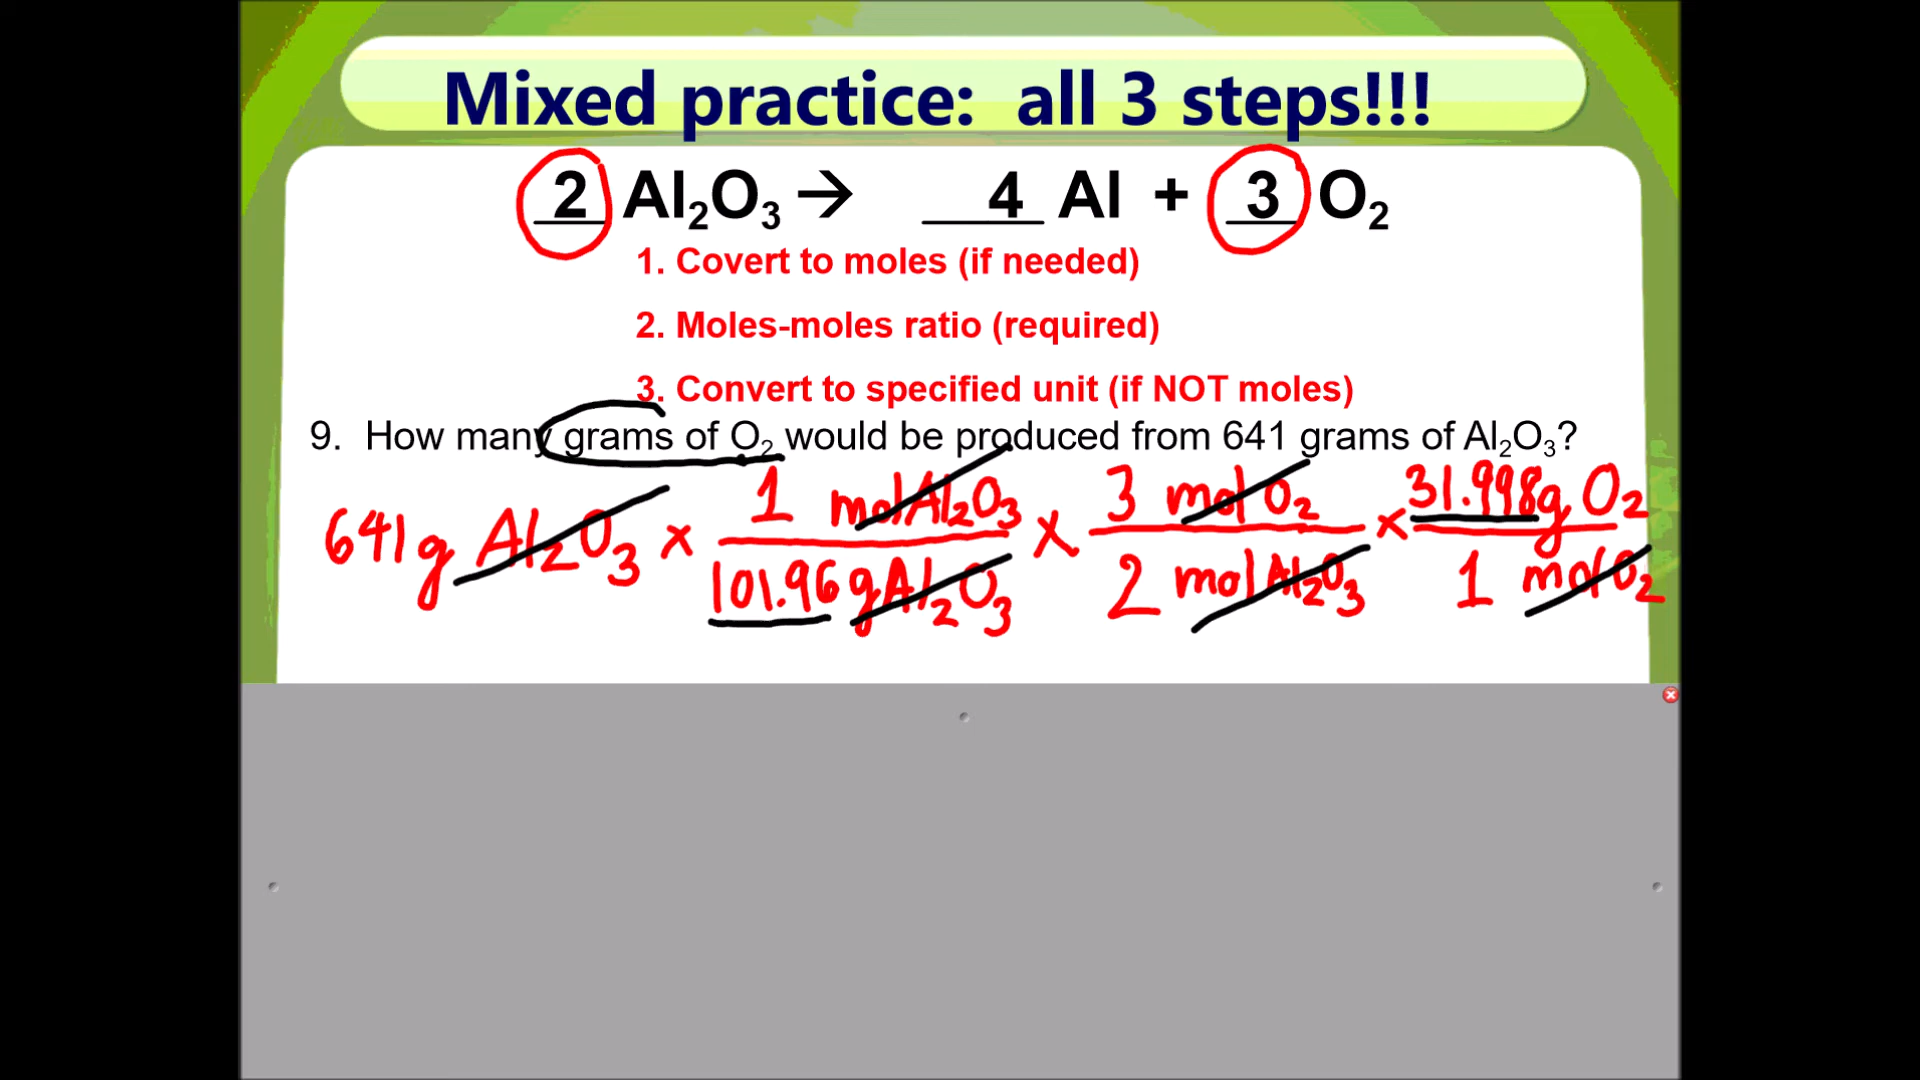 Mixed practice: all 3 steps!!!
2 Al₂O₃ → 4 Al + 3 O₂
1. Covert to moles (if needed)
2. Moles-moles ratio (required)
3. Convert to specified unit (if NOT moles)
9. How many grams of O₂ would be produced from 641 grams of Al₂O₃?
641g Al₂O₃ x 1 mol Al₂O₃ / 101.96 g Al₂O₃ x 3 mol O₂ / 2 mol Al₂O₃ x 31.998g O₂ / 1 mol O₂